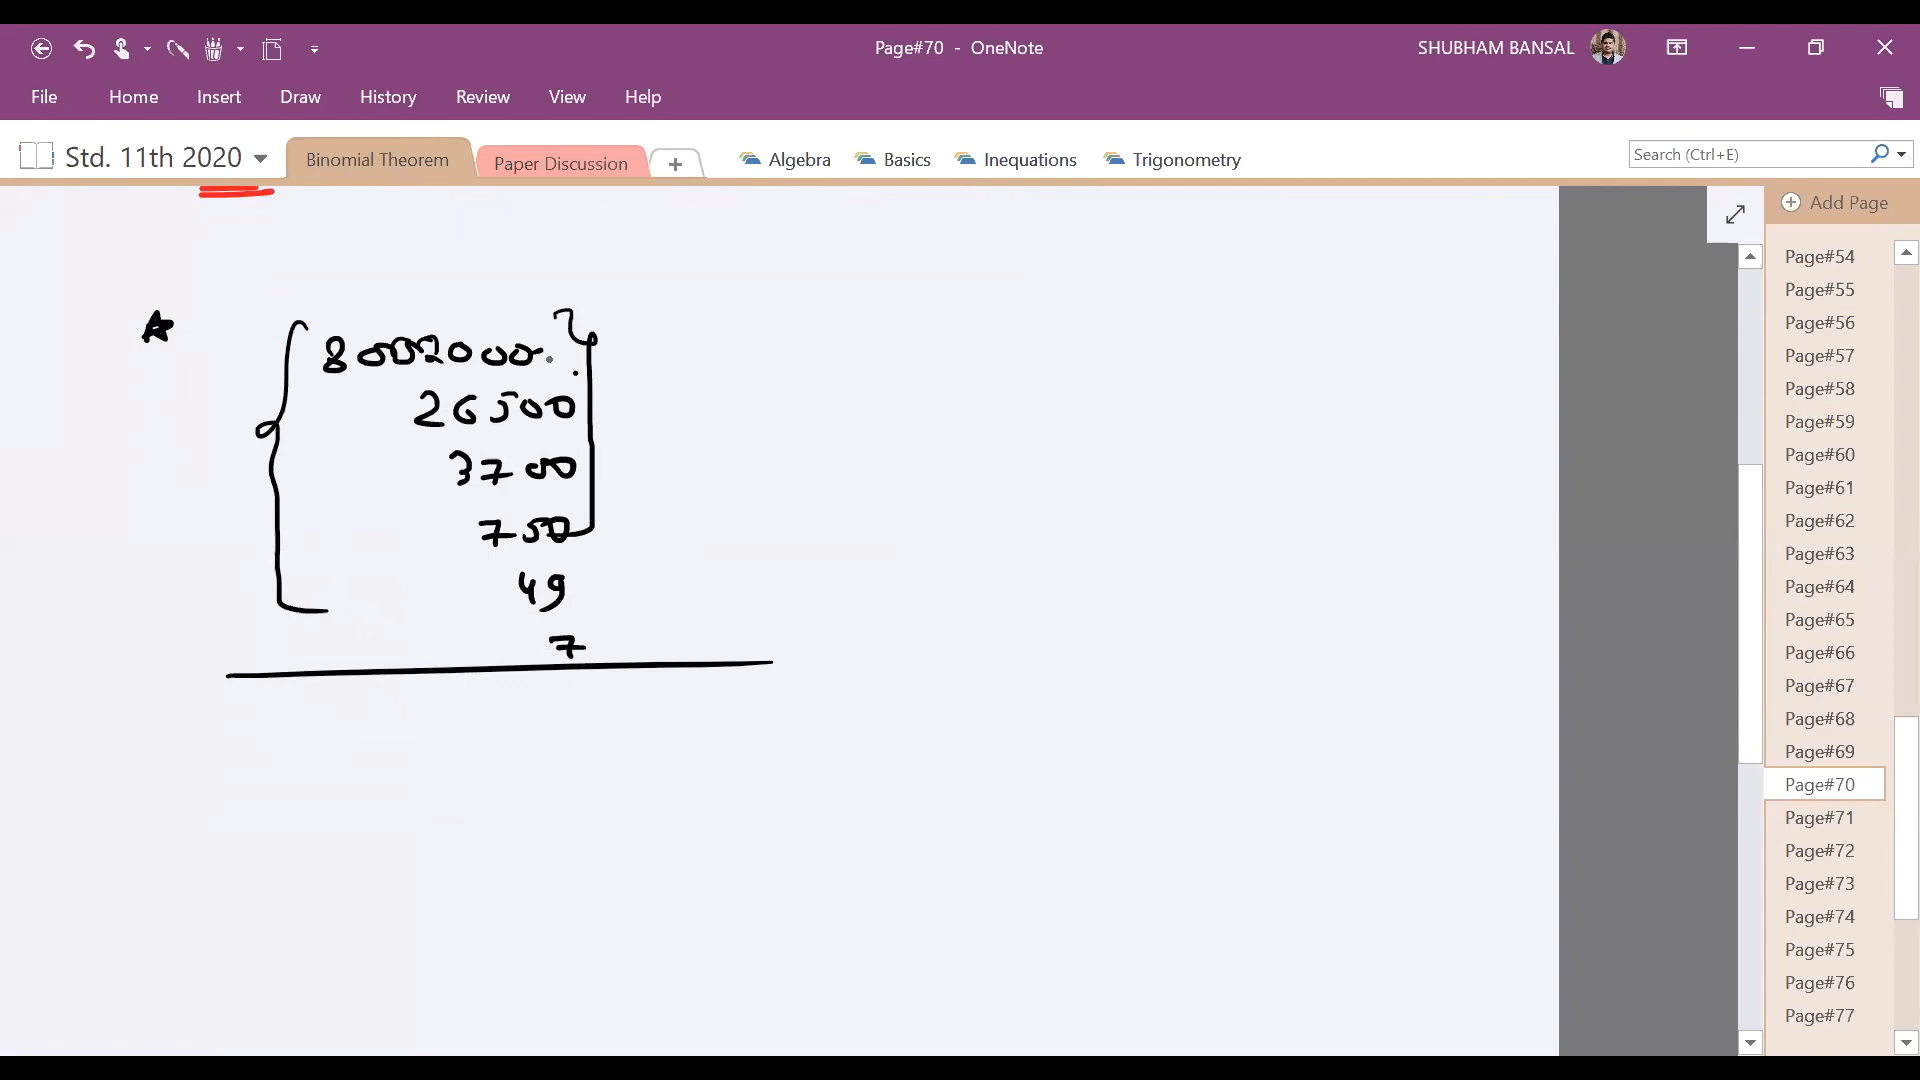 Page#70 - OneNote
SHUBHAM BANSAL
File Home Insert Draw History Review View Help
Std. 11th 2020
Binomial Theorem
Paper Discussion
Algebra
Basics
Inequations
Trigonometry
Search (Ctrl+E)
8002000.
26500
3700
750
49
7
Add Page
Page#54
Page#55
Page#56
Page#57
Page#58
Page#59
Page#60
Page#61
Page#62
Page#63
Page#64
Page#65
Page#66
Page#67
Page#68
Page#69
Page#70
Page#71
Page#72
Page#73
Page#74
Page#75
Page#76
Page#77